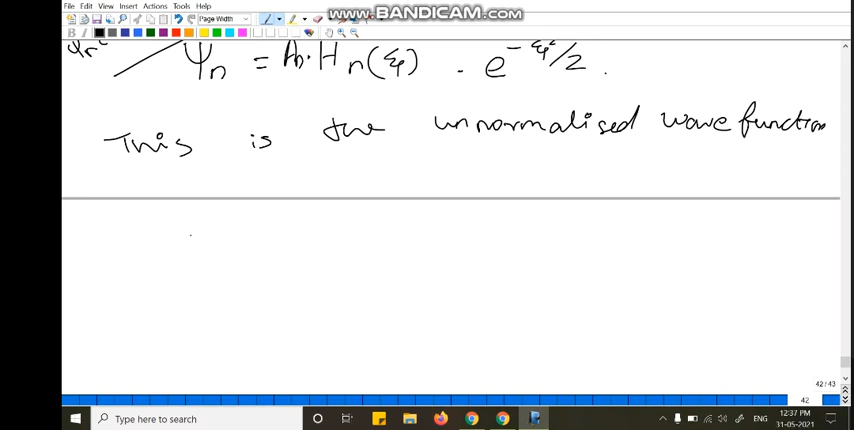 File Edit View Insert Actions Tools Help
www.BANDICAM.com
Page Width
B I
Ψn = An.Hn(ξ) . e^-ξ²/2 .
This is the unnormalised wave function
42/43
42
Type here to search
ENG
12:37 PM
31-05-2021